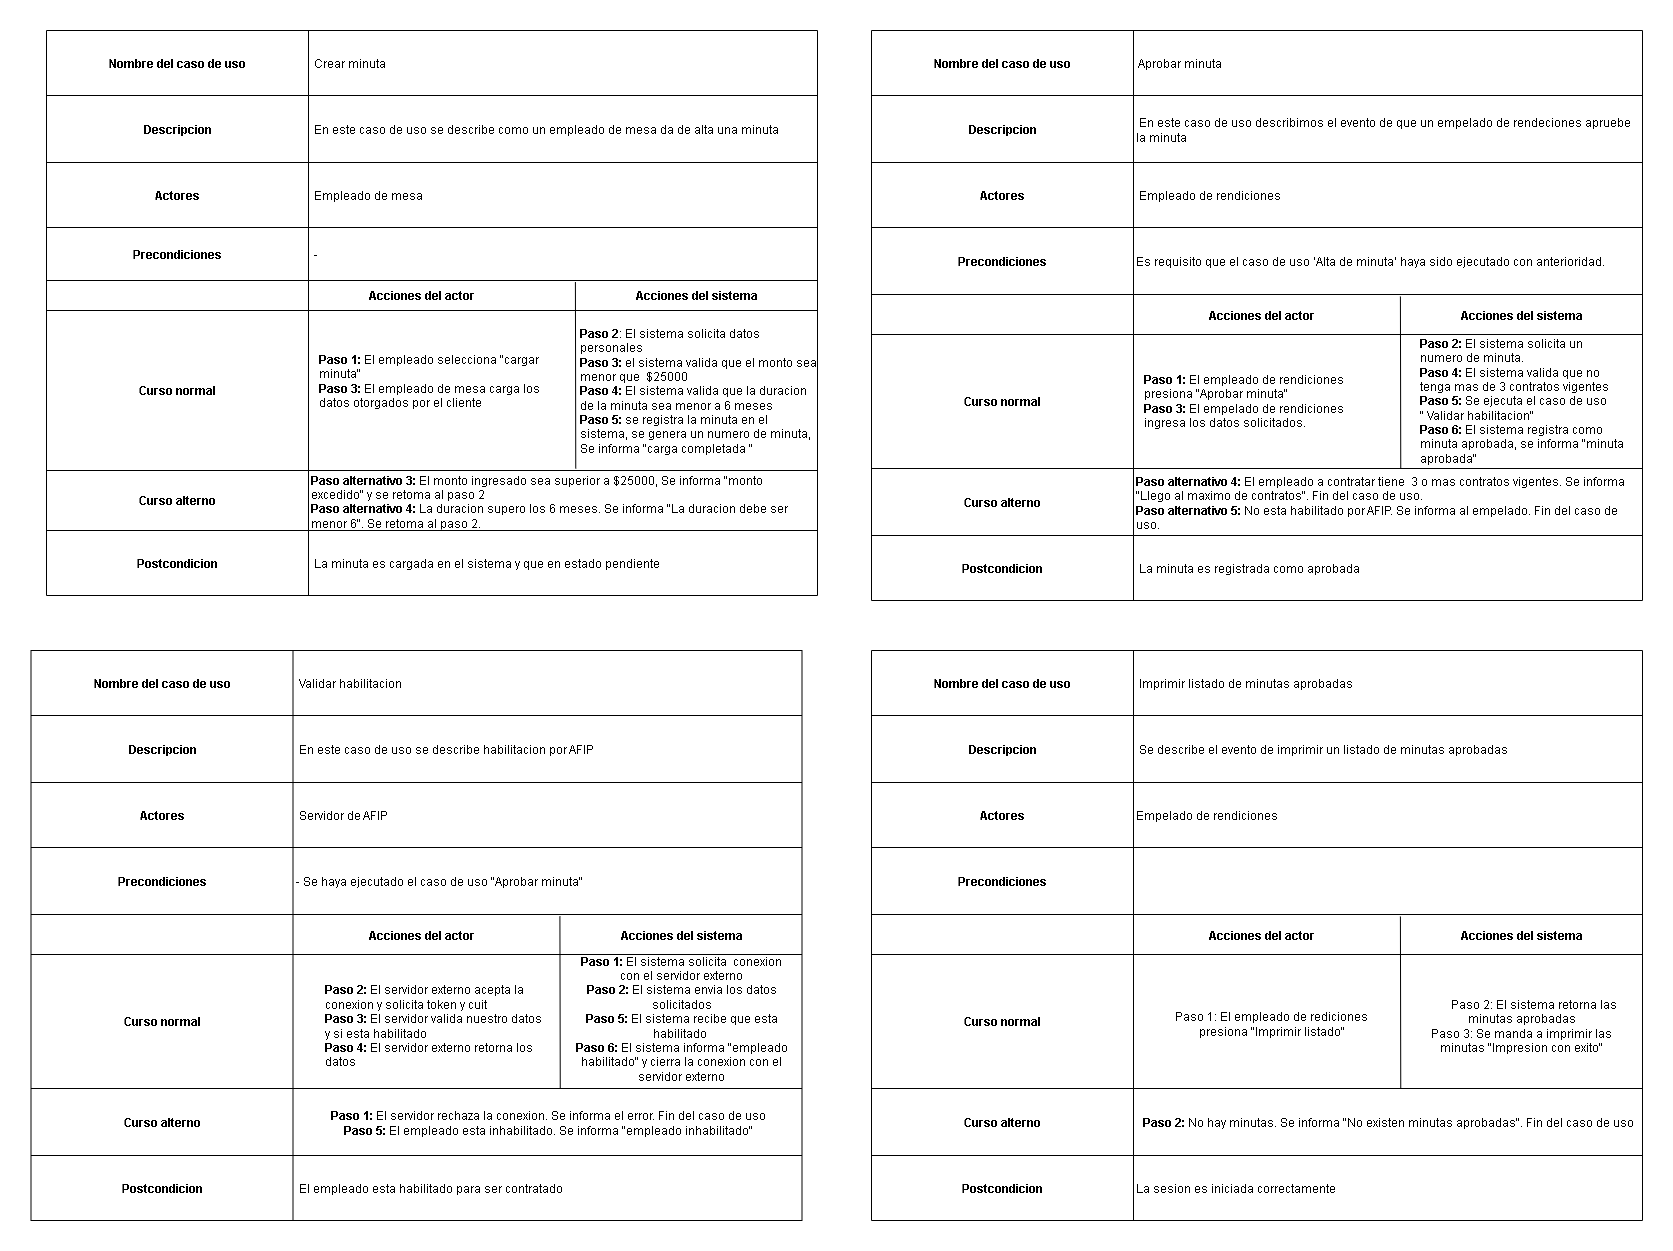 Nombre del caso de uso
Crear minuta
Descripcion
En este caso de uso se describe como un empleado de mesa da de alta una minuta
Actores
Empleado de mesa
Precondiciones
-
Acciones del actor
Acciones del sistema
Curso normal
Paso 1: El empleado selecciona "cargar
minuta"
Paso 3: El empleado de mesa carga los
datos otorgados por el cliente
Paso 2: El sistema solicita datos
personales
Paso 3: el sistema valida que el monto sea
menor que $25000
Paso 4: El sistema valida que la duracion
de la minuta sea menor a 6 meses
Paso 5: se registra la minuta en el
sistema, se genera un numero de minuta,
Se informa "carga completada "
Curso alterno
Paso alternativo 3: El monto ingresado sea superior a $25000, Se informa "monto
excedido" y se retoma al paso 2
Paso alternativo 4: La duracion supero los 6 meses. Se informa "La duracion debe ser
menor 6". Se retoma al paso 2.
Postcondicion
La minuta es cargada en el sistema y que en estado pendiente
Nombre del caso de uso
Aprobar minuta
Descripcion
En este caso de uso describimos el evento de que un empelado de rendeciones apruebe
la minuta
Actores
Empleado de rendiciones
Precondiciones
Es requisito que el caso de uso 'Alta de minuta' haya sido ejecutado con anterioridad.
Acciones del actor
Acciones del sistema
Curso normal
Paso 1: El empleado de rendiciones
presiona "Aprobar minuta"
Paso 3: El empelado de rendiciones
ingresa los datos solicitados.
Paso 2: El sistema solicita un
numero de minuta.
Paso 4: El sistema valida que no
tenga mas de 3 contratos vigentes
Paso 5: Se ejecuta el caso de uso
" Validar habilitacion"
Paso 6: El sistema registra como
minuta aprobada, se informa "minuta
aprobada"
Curso alterno
Paso alternativo 4: El empleado a contratar tiene 3 o mas contratos vigentes. Se informa
"Llego al maximo de contratos". Fin del caso de uso.
Paso alternativo 5: No esta habilitado por AFIP. Se informa al empelado. Fin del caso de
uso.
Postcondicion
La minuta es registrada como aprobada
Nombre del caso de uso
Validar habilitacion
Descripcion
En este caso de uso se describe habilitacion por AFIP
Actores
Servidor de AFIP
Precondiciones
- Se haya ejecutado el caso de uso "Aprobar minuta"
Acciones del actor
Acciones del sistema
Curso normal
Paso 2: El servidor externo acepta la
conexion y solicita token y cuit
Paso 3: El servidor valida nuestro datos
y si esta habilitado
Paso 4: El servidor externo retorna los
datos
Paso 1: El sistema solicita conexion
con el servidor externo
Paso 2: El sistema envia los datos
solicitados
Paso 5: El sistema recibe que esta
habilitado
Paso 6: El sistema informa "empleado
habilitado" y cierra la conexion con el
servidor externo
Curso alterno
Paso 1: El servidor rechaza la conexion. Se informa el error. Fin del caso de uso
Paso 5: El empleado esta inhabilitado. Se informa "empleado inhabilitado"
Postcondicion
El empleado esta habilitado para ser contratado
Nombre del caso de uso
Imprimir listado de minutas aprobadas
Descripcion
Se describe el evento de imprimir un listado de minutas aprobadas
Actores
Empelado de rendiciones
Precondiciones
Acciones del actor
Acciones del sistema
Curso normal
Paso 1: El empleado de rediciones
presiona "Imprimir listado"
Paso 2: El sistema retorna las
minutas aprobadas
Paso 3: Se manda a imprimir las
minutas "Impresion con exito"
Curso alterno
Paso 2: No hay minutas. Se informa "No existen minutas aprobadas". Fin del caso de uso
Postcondicion
La sesion es iniciada correctamente